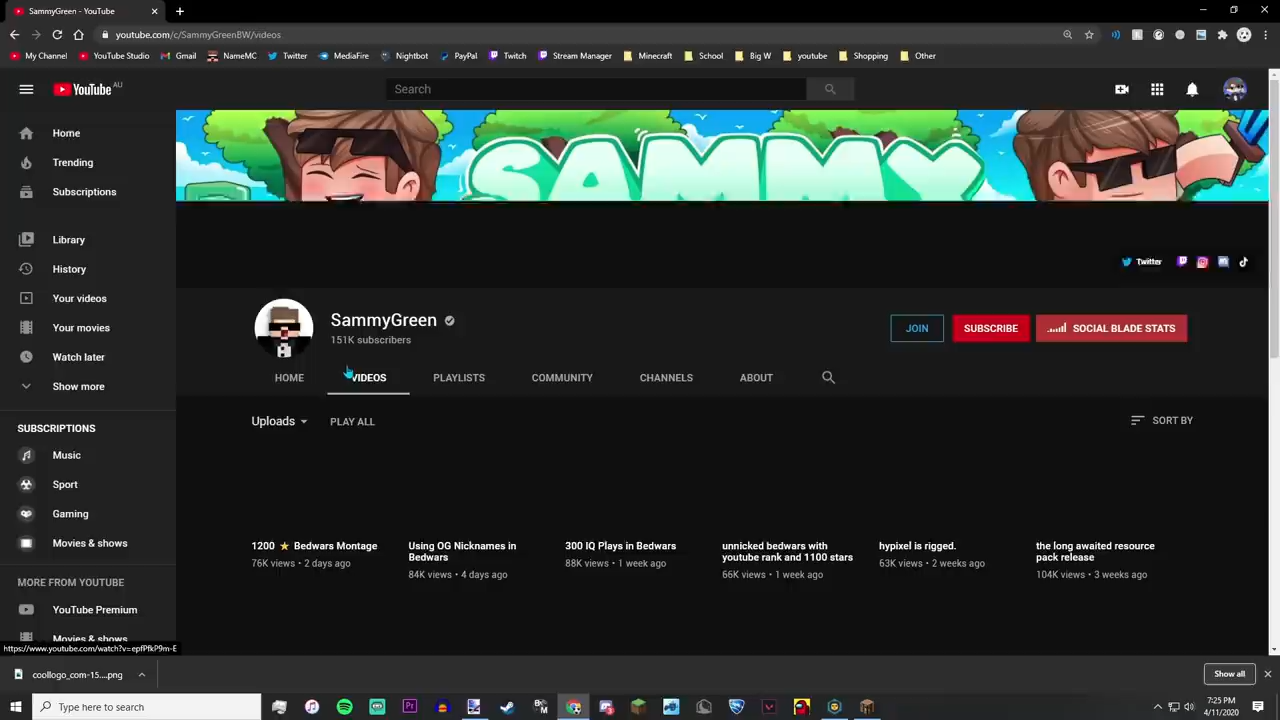 SammyGreen - YouTube
youtube.com/c/SammyGreenBW/videos
My Channel YouTube Studio Gmail NameMC Twitter MediaFire Nightbot PayPal Twitch Stream Manager Minecraft School Big W youtube Shopping Other
YouTube AU
Search
Home
Trending
Subscriptions
Library
History
Your videos
Your movies
Watch later
Show more
SUBSCRIPTIONS
Music
Sport
Gaming
Movies & shows
MORE FROM YOUTUBE
YouTube Premium
Movies & shows
https://www.youtube.com/watch?v=epfPfkP9m-E
SAMMY
Twitter
SammyGreen
151K subscribers
JOIN SUBSCRIBE SOCIAL BLADE STATS
HOME VIDEOS PLAYLISTS COMMUNITY CHANNELS ABOUT
Uploads PLAY ALL SORT BY
1200 ⭐ Bedwars Montage
76K views • 2 days ago
Using OG Nicknames in
Bedwars
84K views • 4 days ago
300 IQ Plays in Bedwars
88K views • 1 week ago
unnicked bedwars with
youtube rank and 1100 stars
66K views • 1 week ago
hypixel is rigged.
63K views • 2 weeks ago
the long awaited resource
pack release
104K views • 3 weeks ago
coollogo_com-15....png
Show all
Type here to search
7:25 PM
4/11/2020